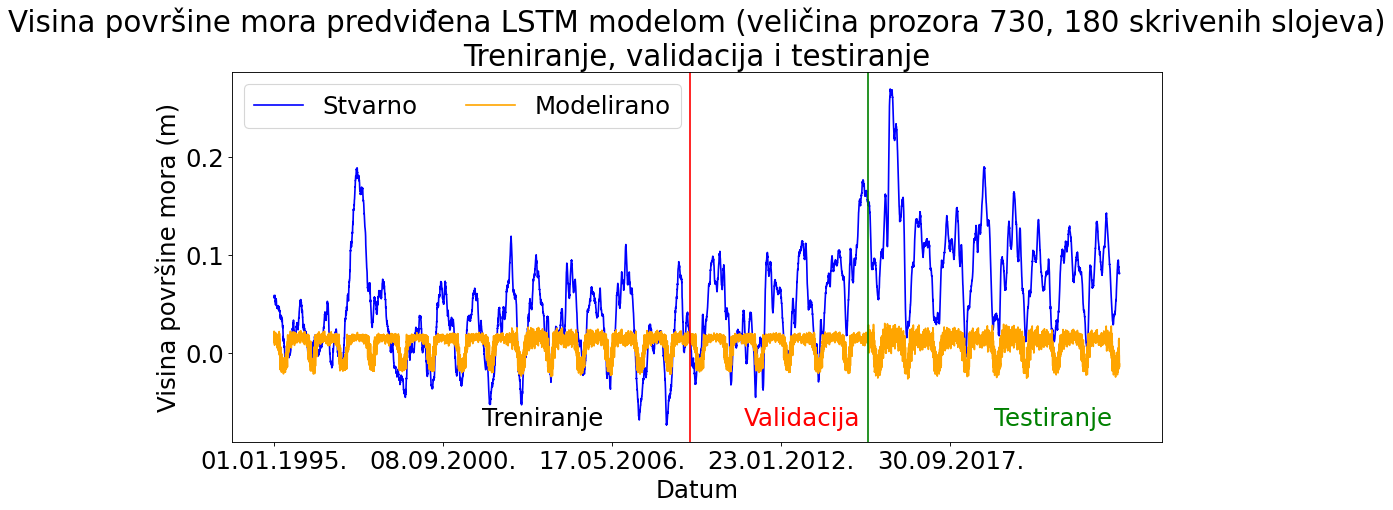 Visina površine mora predviđena LSTM modelom (veličina prozora 730, 180 skrivenih slojeva)
Treniranje, validacija i testiranje
Stvarno
Modelirano
Visina površine mora (m)
0.2
0.1
0.0
Treniranje
Validacija
Testiranje
01.01.1995.
08.09.2000.
17.05.2006.
23.01.2012.
30.09.2017.
Datum